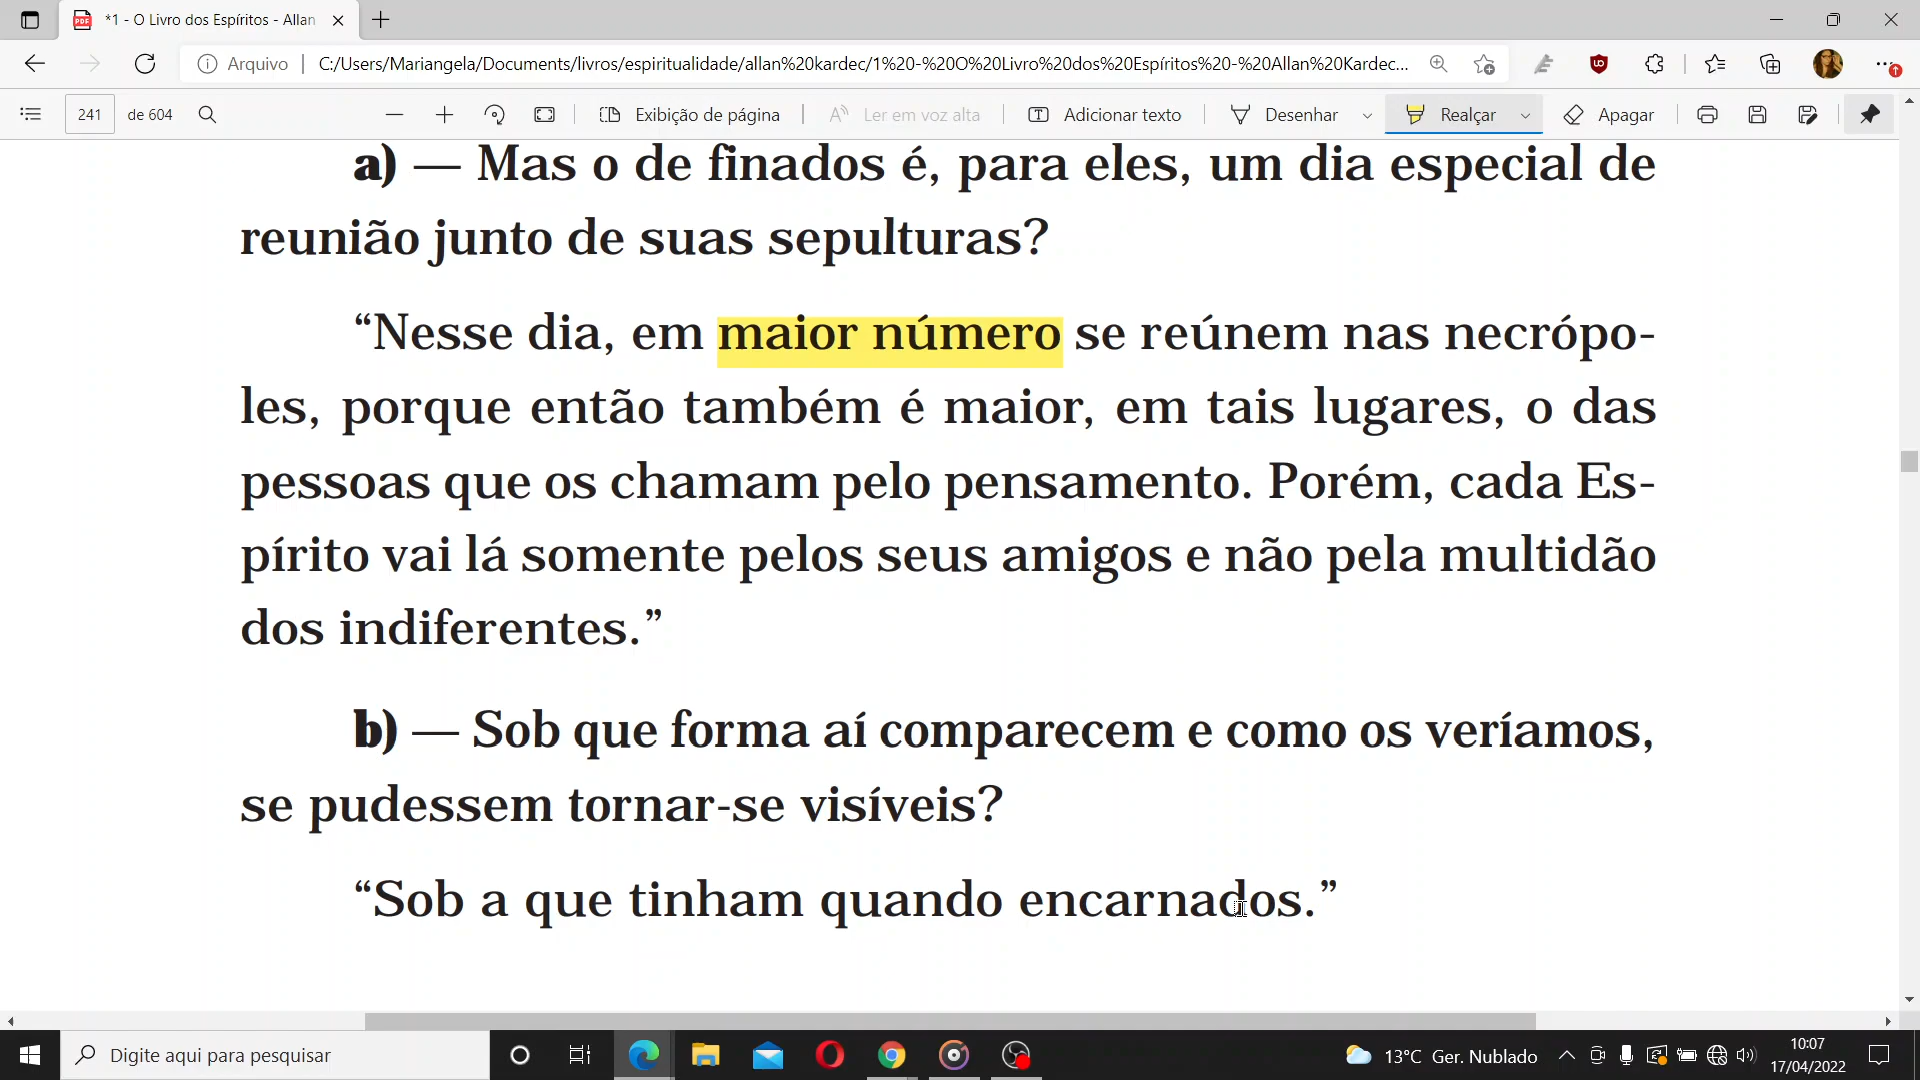 *1 - O Livro dos Espíritos - Allan
Arquivo
C:/Users/Mariangela/Documents/livros/espiritualidade/allan%20kardec/1%20-%20O%20Livro%20dos%20Espíritos%20-%20Allan%20Kardec...
241 de 604
Exibição de página
Ler em voz alta
Adicionar texto
Desenhar
Realçar
Apagar
a) — Mas o de finados é, para eles, um dia especial de
reunião junto de suas sepulturas?
“Nesse dia, em maior número se reúnem nas necrópo-
les, porque então também é maior, em tais lugares, o das
pessoas que os chamam pelo pensamento. Porém, cada Es-
pírito vai lá somente pelos seus amigos e não pela multidão
dos indiferentes.”
b) — Sob que forma aí comparecem e como os veríamos,
se pudessem tornar-se visíveis?
“Sob a que tinham quando encarnados.”
Digite aqui para pesquisar
13°C Ger. Nublado
10:07
17/04/2022